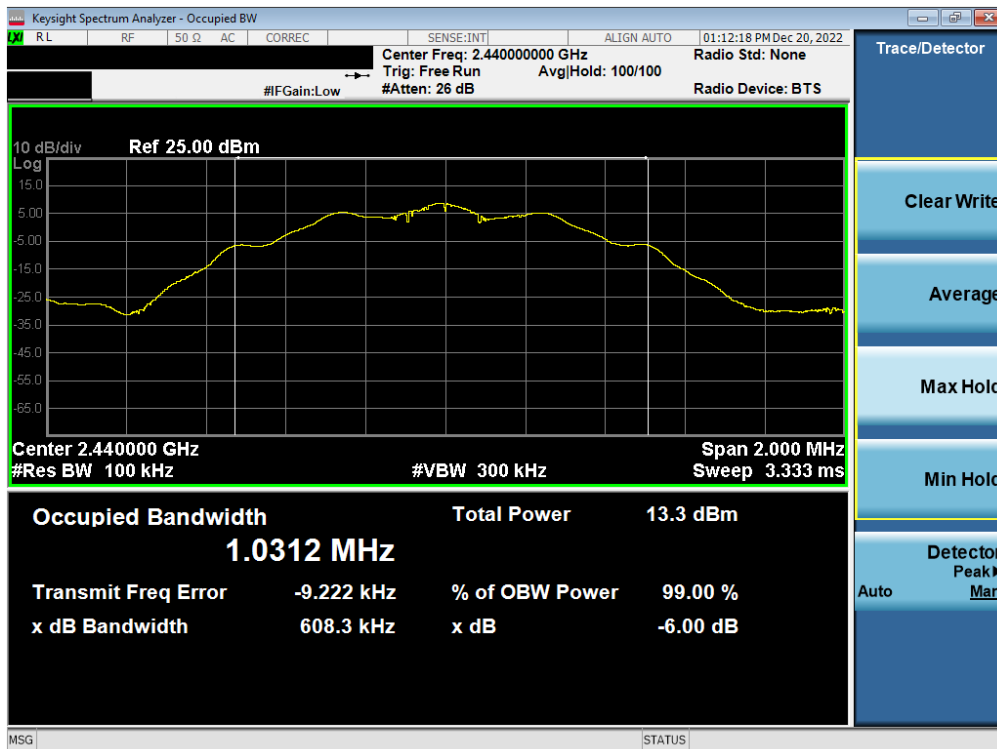 Keysight Spectrum Analyzer - Occupied BW
LXI RL RF 50 Ω AC CORREC SENSE:INT ALIGN AUTO 01:12:18 PM Dec 20, 2022
Center Freq: 2.440000000 GHz Radio Std: None
Trig: Free Run Avg|Hold: 100/100
#IFGain:Low #Atten: 26 dB Radio Device: BTS
10 dB/div Ref 25.00 dBm
Log
15.0
5.00
-5.00
-15.0
-25.0
-35.0
-45.0
-55.0
-65.0
Center 2.440000 GHz Span 2.000 MHz
#Res BW 100 kHz #VBW 300 kHz Sweep 3.333 ms
Occupied Bandwidth Total Power 13.3 dBm
1.0312 MHz
Transmit Freq Error -9.222 kHz % of OBW Power 99.00 %
x dB Bandwidth 608.3 kHz x dB -6.00 dB
MSG STATUS
Trace/Detector
Clear Write
Average
Max Hold
Min Hold
Detector
Peak
Auto Man